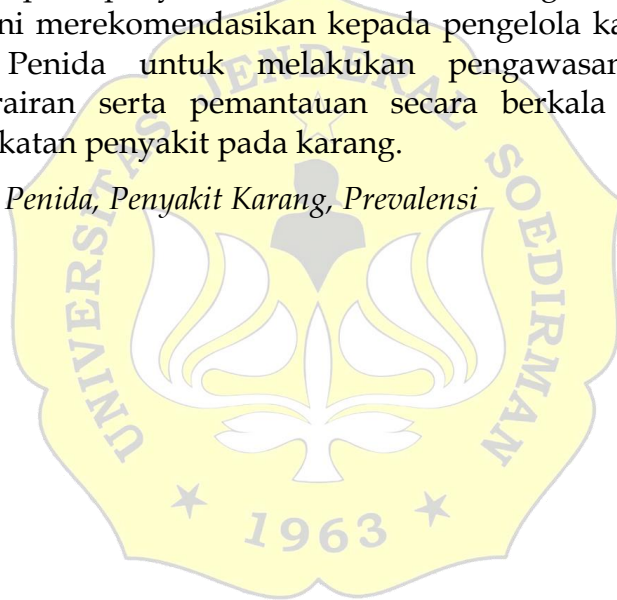 ni merekomendasikan kepada pengelola ka
Penida untuk melakukan pengawasan
rairan serta pemantauan secara berkala
katan penyakit pada karang.
Penida, Penyakit Karang, Prevalensi
UNIVERSITAS JENDERAL SOEDIRMAN
1963